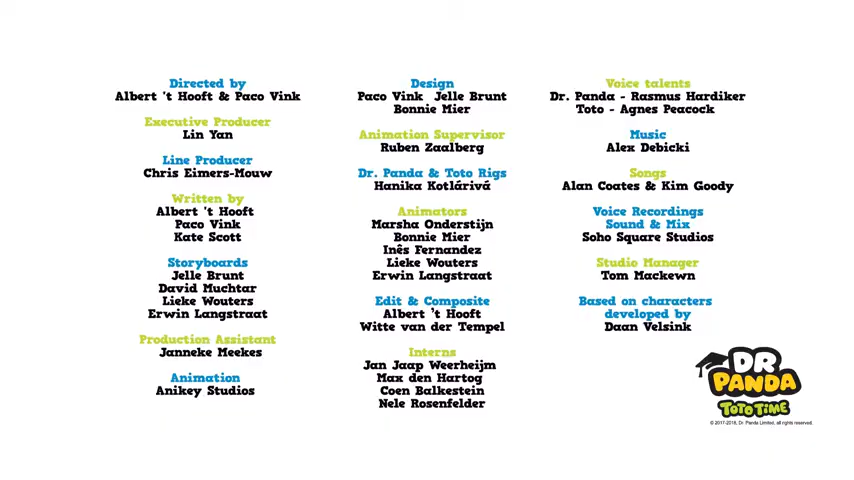 Directed by
Albert 't Hooft & Paco Vink
Executive Producer
Lin Yan
Line Producer
Chris Eimers-Mouw
Written by
Albert 't Hooft
Paco Vink
Kate Scott
Storyboards
Jelle Brunt
David Muchtar
Lieke Wouters
Erwin Langstraat
Production Assistant
Janneke Meekes
Animation
Anikey Studios
Design
Paco Vink Jelle Brunt
Bonnie Mier
Animation Supervisor
Ruben Zaalberg
Dr. Panda & Toto Rigs
Hanika Kotlárivá
Animators
Marsha Onderstijn
Bonnie Mier
Inês Fernandez
Lieke Wouters
Erwin Langstraat
Edit & Composite
Albert 't Hooft
Witte van der Tempel
Interns
Jan Jaap Weerheijm
Max den Hartog
Coen Balkestein
Nele Rosenfelder
Voice talents
Dr. Panda - Rasmus Hardiker
Toto - Agnes Peacock
Music
Alex Debicki
Songs
Alan Coates & Kim Goody
Voice Recordings
Sound & Mix
Soho Square Studios
Studio Manager
Tom Mackewn
Based on characters
developed by
Daan Velsink
DR
PANDA
TOTO TIME
© 2017-2018, Dr. Panda Limited, all rights reserved.